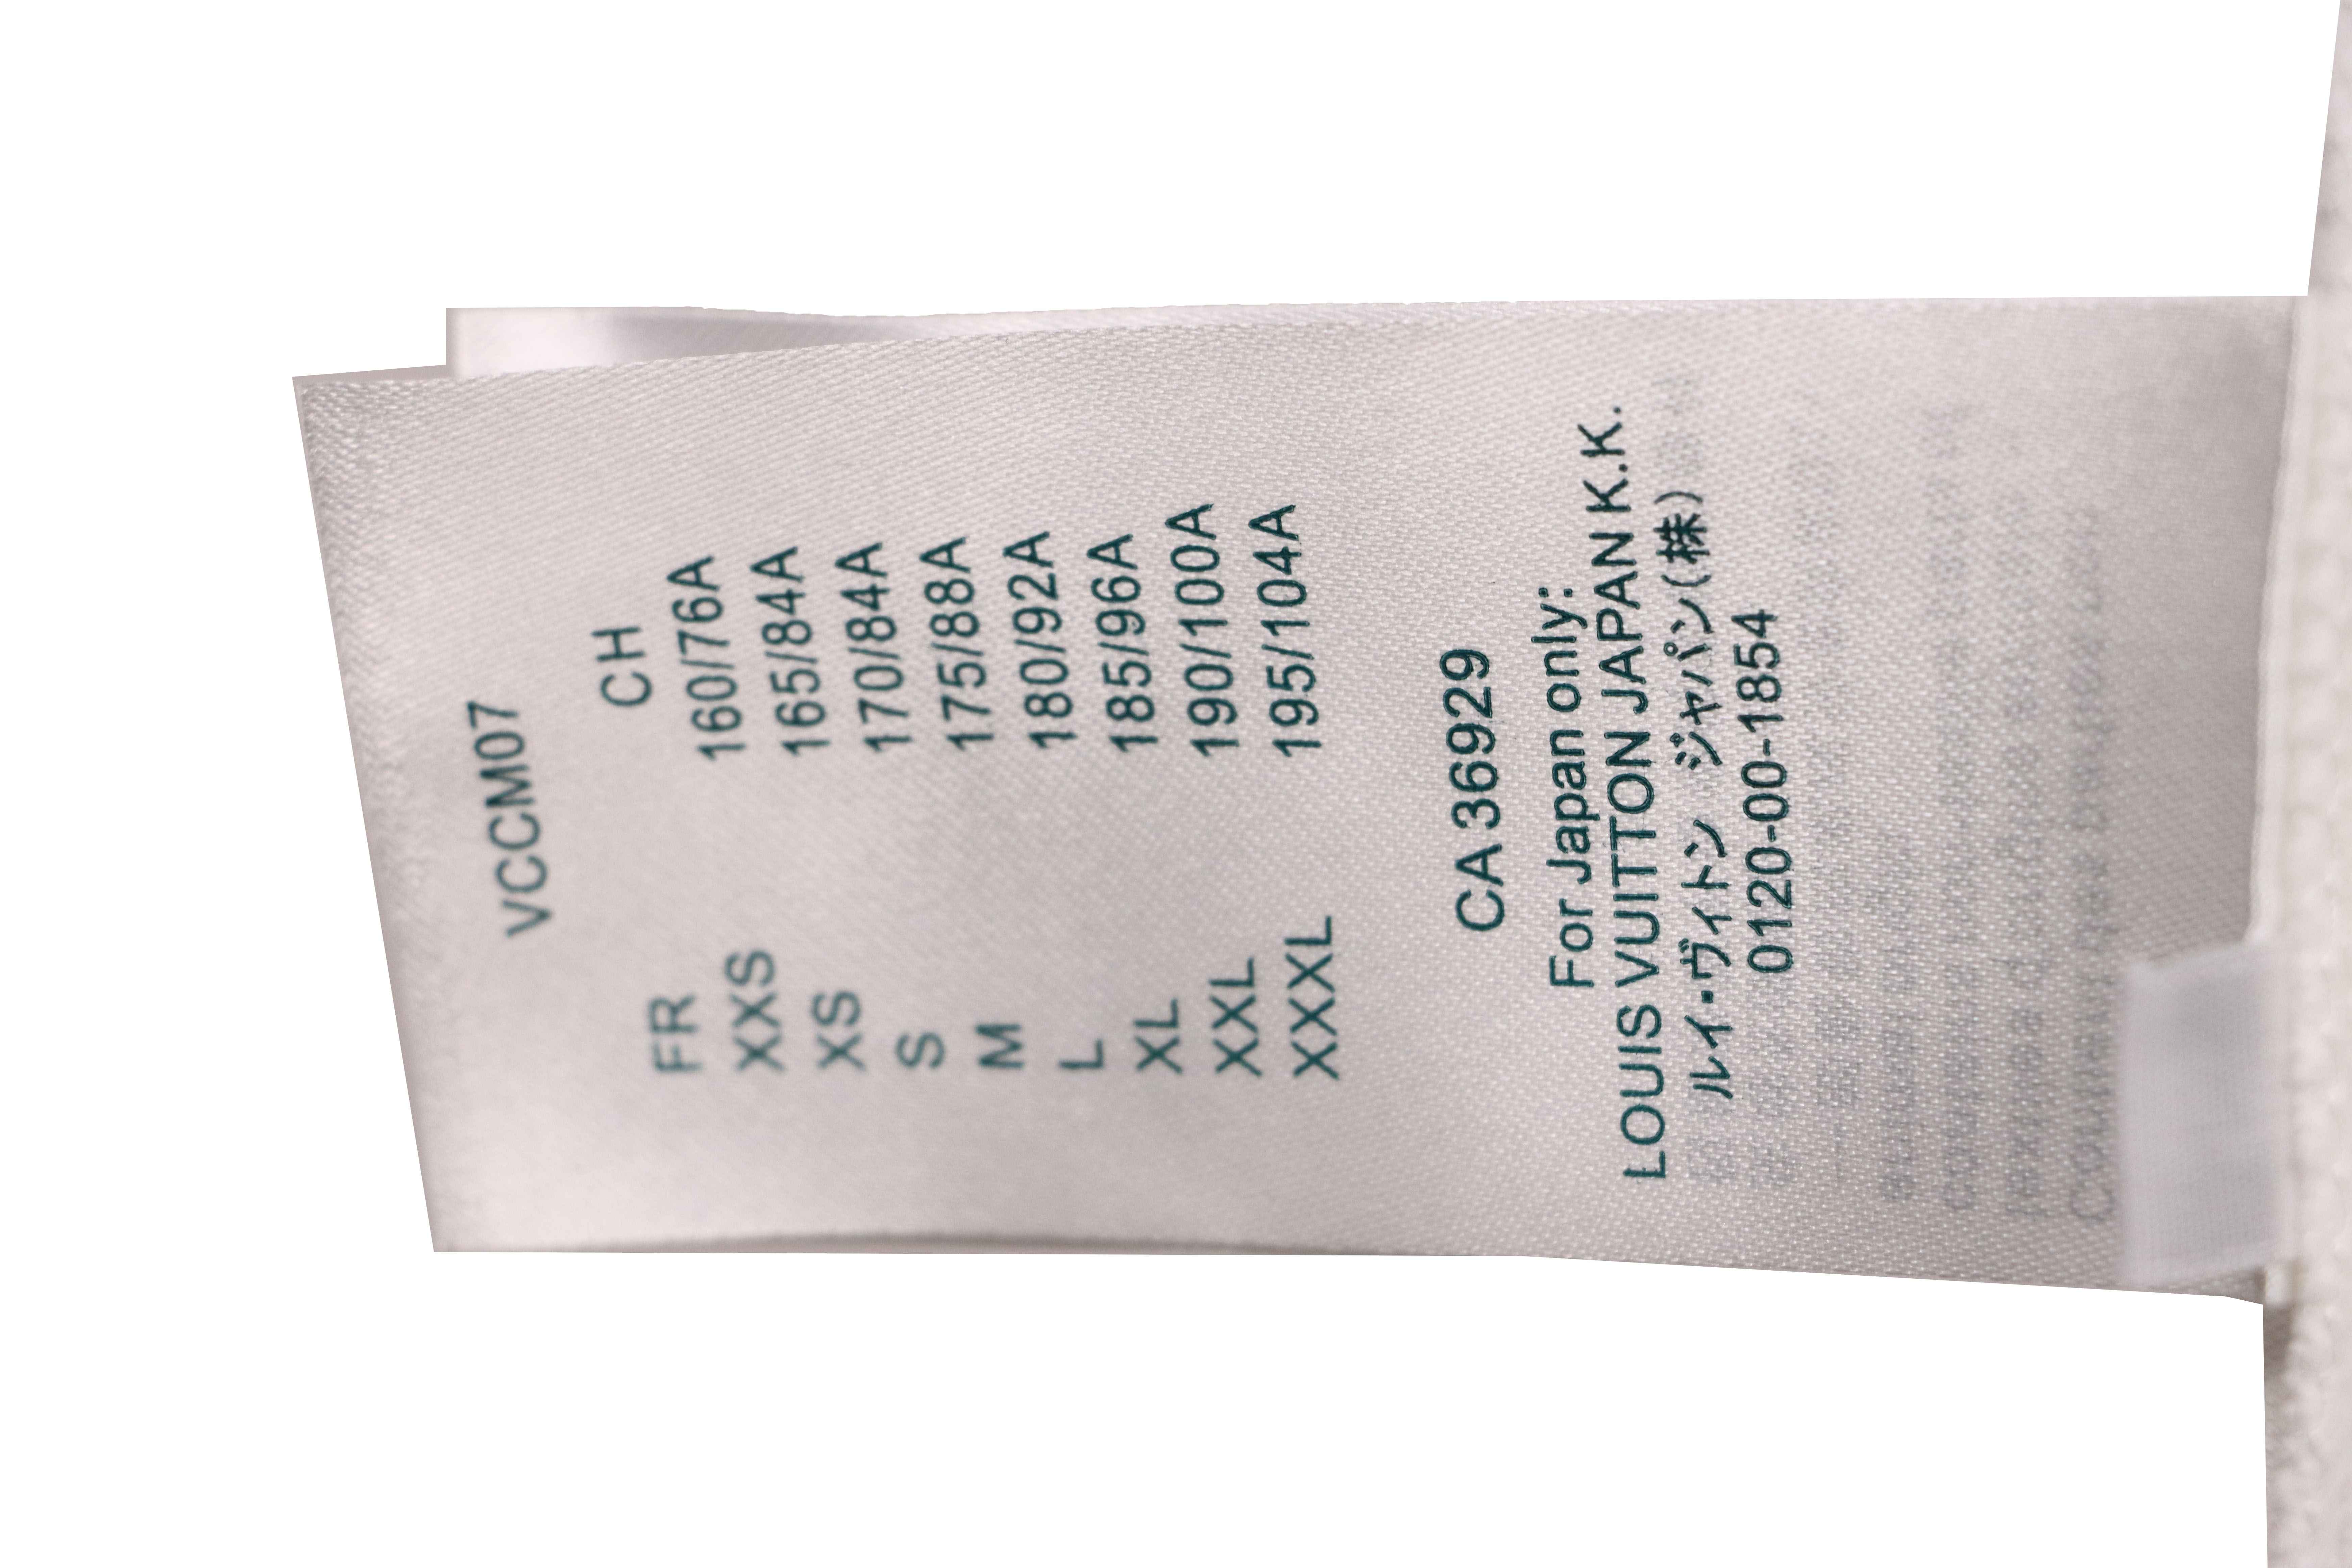 VCCM07
FR CH
XXS 160/76A
XS 165/84A
S 170/84A
M 175/88A
L 180/92A
XL 185/96A
XXL 190/100A
XXXL 195/104A
CA 36929
For Japan only:
LOUIS VUITTON JAPAN K.K.
ルイ・ヴィトン ジャパン(株)
0120-00-1854